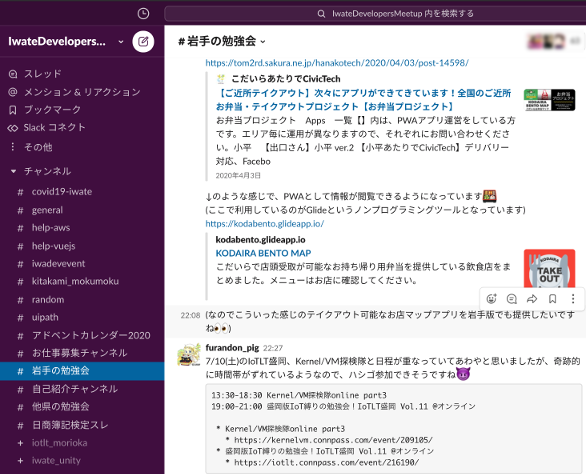 IwateDevelopersMeetup 内を検索する
IwateDevelopers...
スレッド
メンション & リアクション
ブックマーク
Slack コネクト
その他
チャンネル
# covid19-iwate
# general
# help-aws
# help-vuejs
# iwadevevent
# kitakami_mokumoku
# random
# uipath
# アドベントカレンダー2020
# お仕事募集チャンネル
# 岩手の勉強会
# 自己紹介チャンネル
# 他県の勉強会
# 日商簿記検定スレ
+ iotlt_morioka
+ iwate_unity
# 岩手の勉強会
https://tom2rd.sakura.ne.jp/hanakotech/2020/04/03/post-14598/
こだいらあたりでCivicTech
【ご近所テイクアウト】次々にアプリができてきています！全国のご近所
お弁当・テイクアウトプロジェクト【お弁当プロジェクト】
お弁当プロジェクト　Apps　一覧【】内は、PWAアプリ運営をしている方
です。エリア毎に運用が異なりますので、それぞれにお問い合わせくださ
い。小平　【出口さん】小平 ver.2 【小平あたりでCivicTech】デリバリー
対応、Facebo
2020年4月3日
↓のような感じで、PWAとして情報が閲覧できるようになっています🍱
(ここで利用しているのがGlideというノンプログラミングツールとなっています)
https://kodabento.glideapp.io/
kodabento.glideapp.io
KODAIRA BENTO MAP
こだいらで店頭受取が可能なお持ち帰り用弁当を提供している飲食店をま
とめました。メニューはお店に確認してください。
KODAIRA
TAKE
OUT
22:08 (なのでこういった感じのテイクアウト可能なお店マップアプリを岩手版でも提供したいです
ね👀)
furandon_pig 22:27
7/10(土)のIoTLT盛岡、Kernel/VM探検隊と日程が重なっていてあわやと思いましたが、奇跡的
に時間帯がずれているようなので、ハシゴ参加できそうですね😈
13:30-18:30 Kernel/VM探検隊online part3
19:00-21:00 盛岡版IoT縛りの勉強会！IoTLT盛岡 Vol.11 @オンライン
* Kernel/VM探検隊online part3
* https://kernelvm.connpass.com/event/209105/
* 盛岡版IoT縛りの勉強会！IoTLT盛岡 Vol.11 @オンライン
* https://iotlt.connpass.com/event/216190/